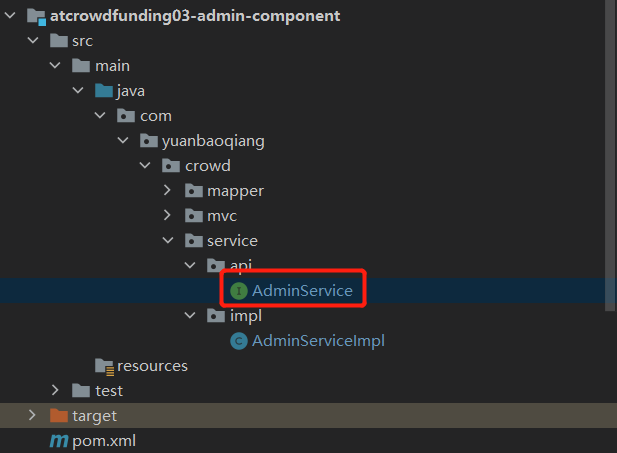 atcrowdfunding03-admin-component
src
main
java
com
yuanbaoqiang
crowd
mapper
mvc
service
api
I AdminService
impl
C AdminServiceImpl
resources
test
target
m pom.xml